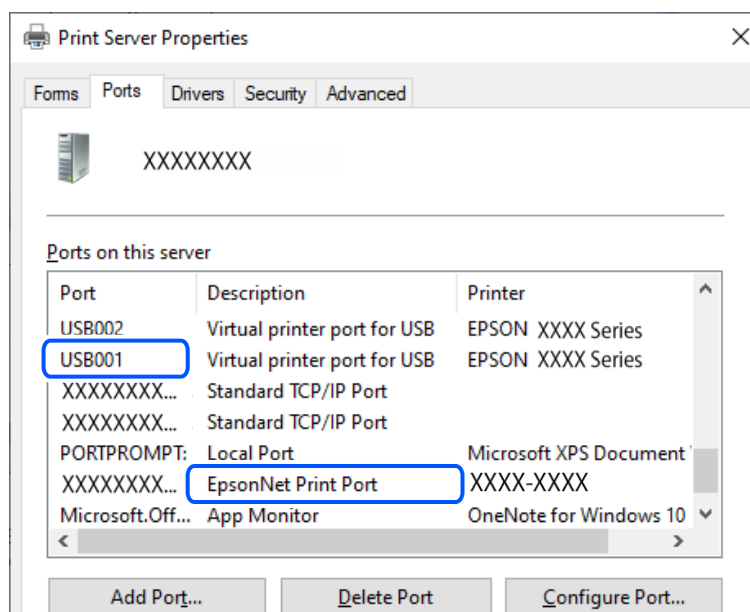 Print Server Properties
Forms Ports Drivers Security Advanced
XXXXXXXX
Ports on this server
Port Description Printer
USB002 Virtual printer port for USB EPSON XXXX Series
USB001 Virtual printer port for USB EPSON XXXX Series
XXXXXXXX... Standard TCP/IP Port
XXXXXXXX... Standard TCP/IP Port
PORTPROMPT: Local Port Microsoft XPS Document
XXXXXXXX... EpsonNet Print Port XXXX-XXXX
Microsoft.Off... App Monitor OneNote for Windows 10
Add Port... Delete Port Configure Port...